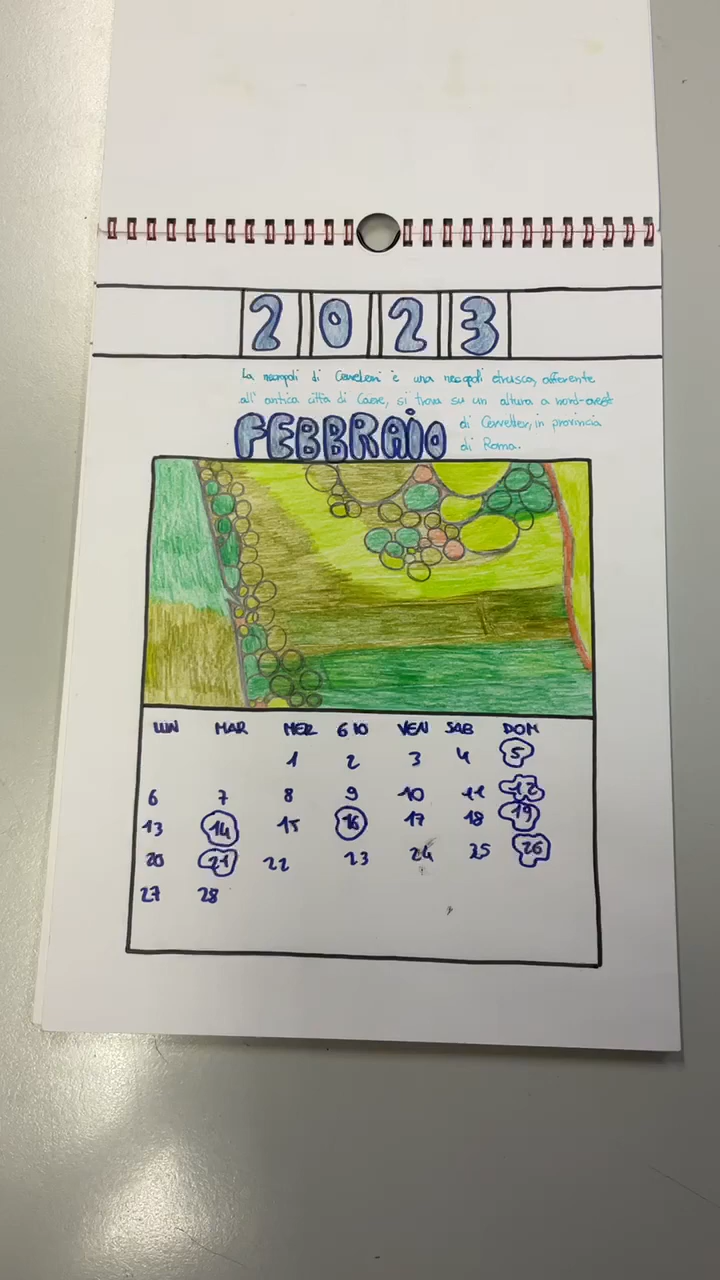 2023
La necropoli di Cerveteri è una necropoli etrusca, afferente
all' antica città di Caere, si trova su un altura a nord-ovest
di Cerveteri, in provincia
di Roma.
FEBBRAIO
LUN MAR MER GIO VEN SAB DOM
1 2 3 4 5
6 7 8 9 10 11 12
13 14 15 16 17 18 19
20 21 22 23 24 25 26
27 28